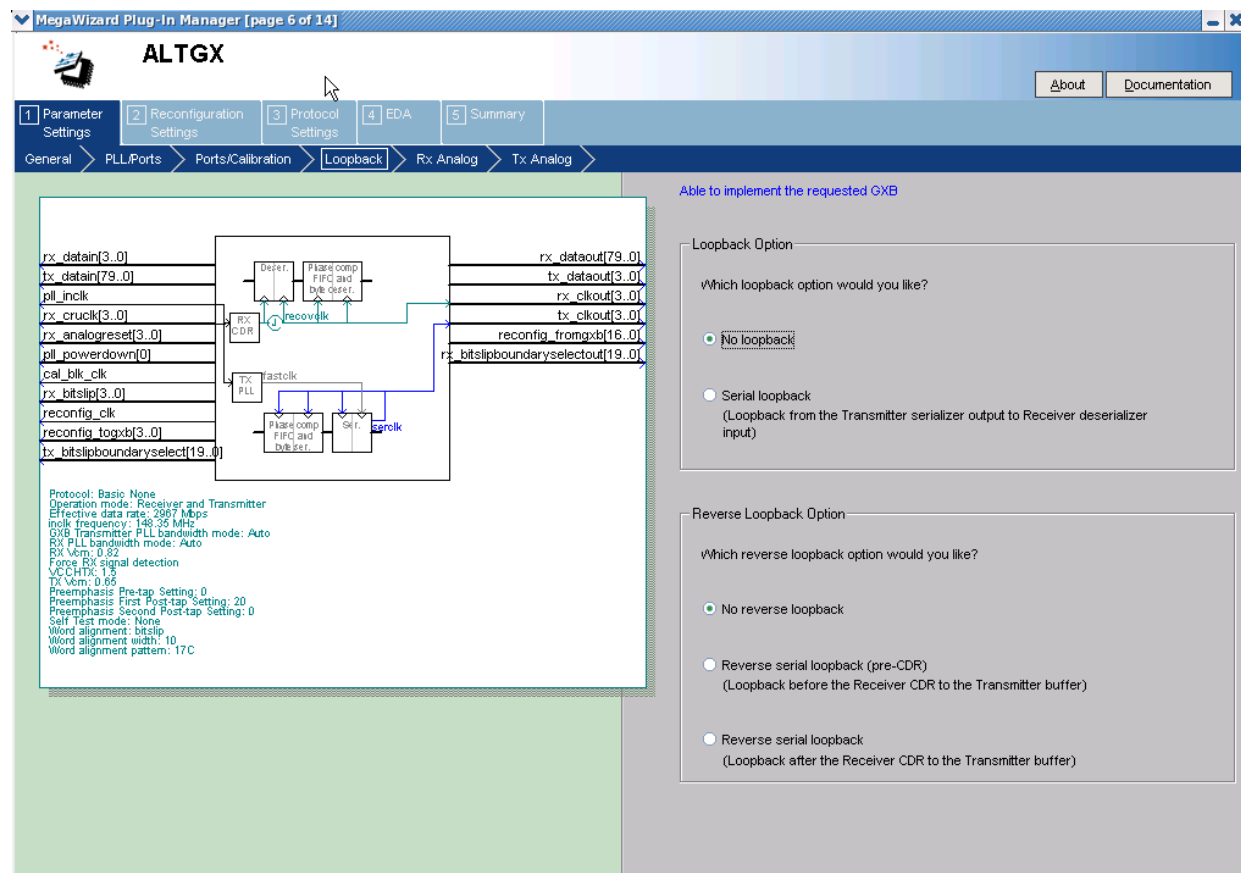 MegaWizard Plug-In Manager [page 6 of 14]
ALTGX
About
Documentation
1 Parameter Settings
2 Reconfiguration Settings
3 Protocol Settings
4 EDA
5 Summary
General
PLL/Ports
Ports/Calibration
Loopback
Rx Analog
Tx Analog
rx_datain[3..0]
tx_datain[79..0]
pll_inclk
rx_cruclk[3..0]
rx_analogreset[3..0]
pll_powerdown[0]
cal_blk_clk
rx_bitslip[3..0]
reconfig_clk
reconfig_togxb[3..0]
tx_bitslipboundaryselect[19..0]
Deser.
Phase comp
FIFO and
byte deser.
RX
CDR
recovclk
TX
PLL
fastclk
Phase comp
FIFO and
byte ser.
Ser.
serclk
rx_dataout[79..0]
tx_dataout[3..0]
rx_clkout[3..0]
tx_clkout[3..0]
reconfig_fromgxb[16..0]
rx_bitslipboundaryselectout[19..0]
Protocol: Basic None
Operation mode: Receiver and Transmitter
Effective data rate: 2967 Mbps
inclk frequency: 148.35 MHz
GXB Transmitter PLL bandwidth mode: Auto
RX PLL bandwidth mode: Auto
RX Vcm: 0.82
Force RX signal detection
VCCHTX: 1.5
TX Vcm: 0.65
Preemphasis Pre-tap Setting: 0
Preemphasis First Post-tap Setting: 20
Preemphasis Second Post-tap Setting: 0
Self Test mode: None
Word alignment: bitslip
Word alignment width: 10
Word alignment pattern: 17C
Able to implement the requested GXB
Loopback Option
Which loopback option would you like?
No loopback
Serial loopback
(Loopback from the Transmitter serializer output to Receiver deserializer
input)
Reverse Loopback Option
Which reverse loopback option would you like?
No reverse loopback
Reverse serial loopback (pre-CDR)
(Loopback before the Receiver CDR to the Transmitter buffer)
Reverse serial loopback
(Loopback after the Receiver CDR to the Transmitter buffer)